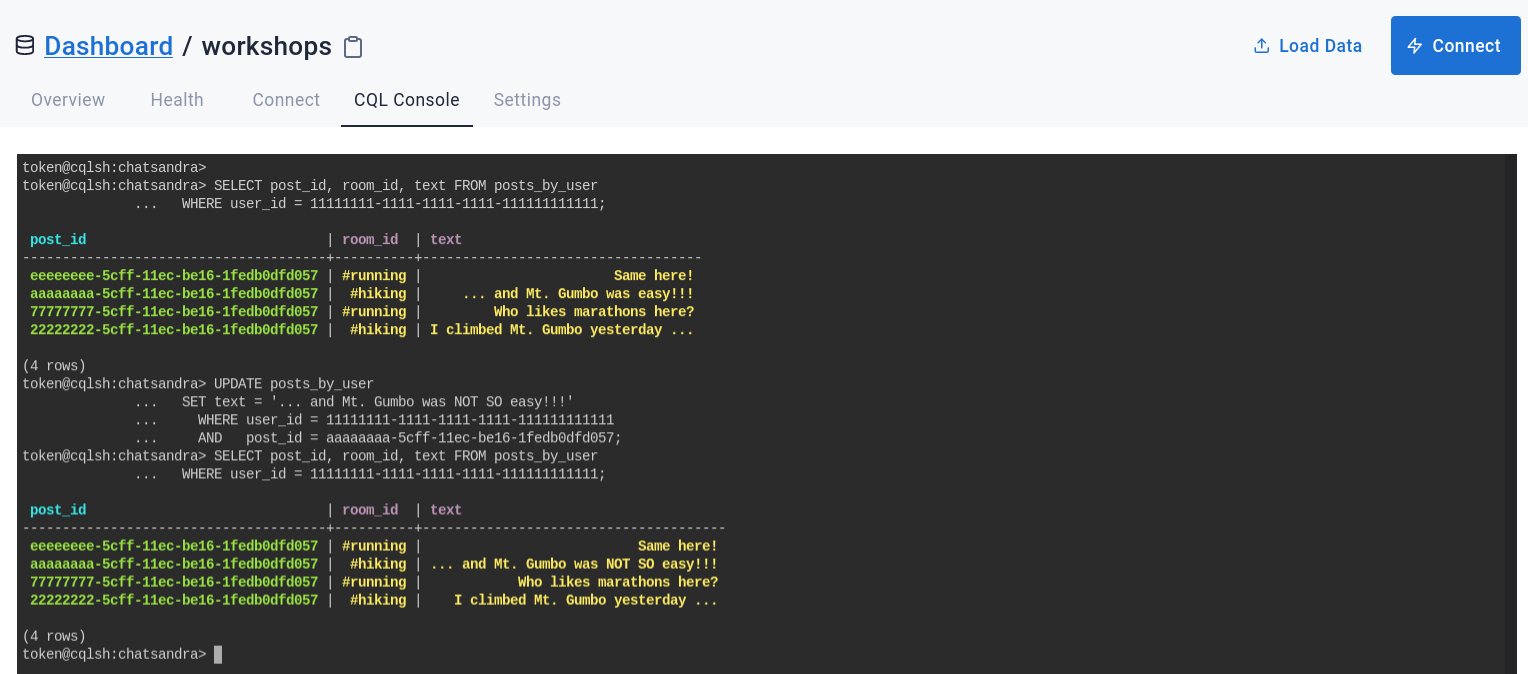 Dashboard / workshops
Load Data
Connect
Overview Health Connect CQL Console Settings
token@cqlsh:chatsandra>
token@cqlsh:chatsandra> SELECT post_id, room_id, text FROM posts_by_user
              ...   WHERE user_id = 11111111-1111-1111-1111-111111111111;
 post_id                              | room_id  | text
--------------------------------------+----------+-----------------------------------
 eeeeeeee-5cff-11ec-be16-1fedb0dfd057 | #running |                        Same here!
 aaaaaaaa-5cff-11ec-be16-1fedb0dfd057 |  #hiking |     ... and Mt. Gumbo was easy!!!
 77777777-5cff-11ec-be16-1fedb0dfd057 | #running |         Who likes marathons here?
 22222222-5cff-11ec-be16-1fedb0dfd057 |  #hiking | I climbed Mt. Gumbo yesterday ...
(4 rows)
token@cqlsh:chatsandra> UPDATE posts_by_user
              ...   SET text = '... and Mt. Gumbo was NOT SO easy!!!'
              ...     WHERE user_id = 11111111-1111-1111-1111-111111111111
              ...     AND   post_id = aaaaaaaa-5cff-11ec-be16-1fedb0dfd057;
token@cqlsh:chatsandra> SELECT post_id, room_id, text FROM posts_by_user
              ...   WHERE user_id = 11111111-1111-1111-1111-111111111111;
 post_id                              | room_id  | text
--------------------------------------+----------+--------------------------------------
 eeeeeeee-5cff-11ec-be16-1fedb0dfd057 | #running |                           Same here!
 aaaaaaaa-5cff-11ec-be16-1fedb0dfd057 |  #hiking | ... and Mt. Gumbo was NOT SO easy!!!
 77777777-5cff-11ec-be16-1fedb0dfd057 | #running |            Who likes marathons here?
 22222222-5cff-11ec-be16-1fedb0dfd057 |  #hiking |    I climbed Mt. Gumbo yesterday ...
(4 rows)
token@cqlsh:chatsandra>